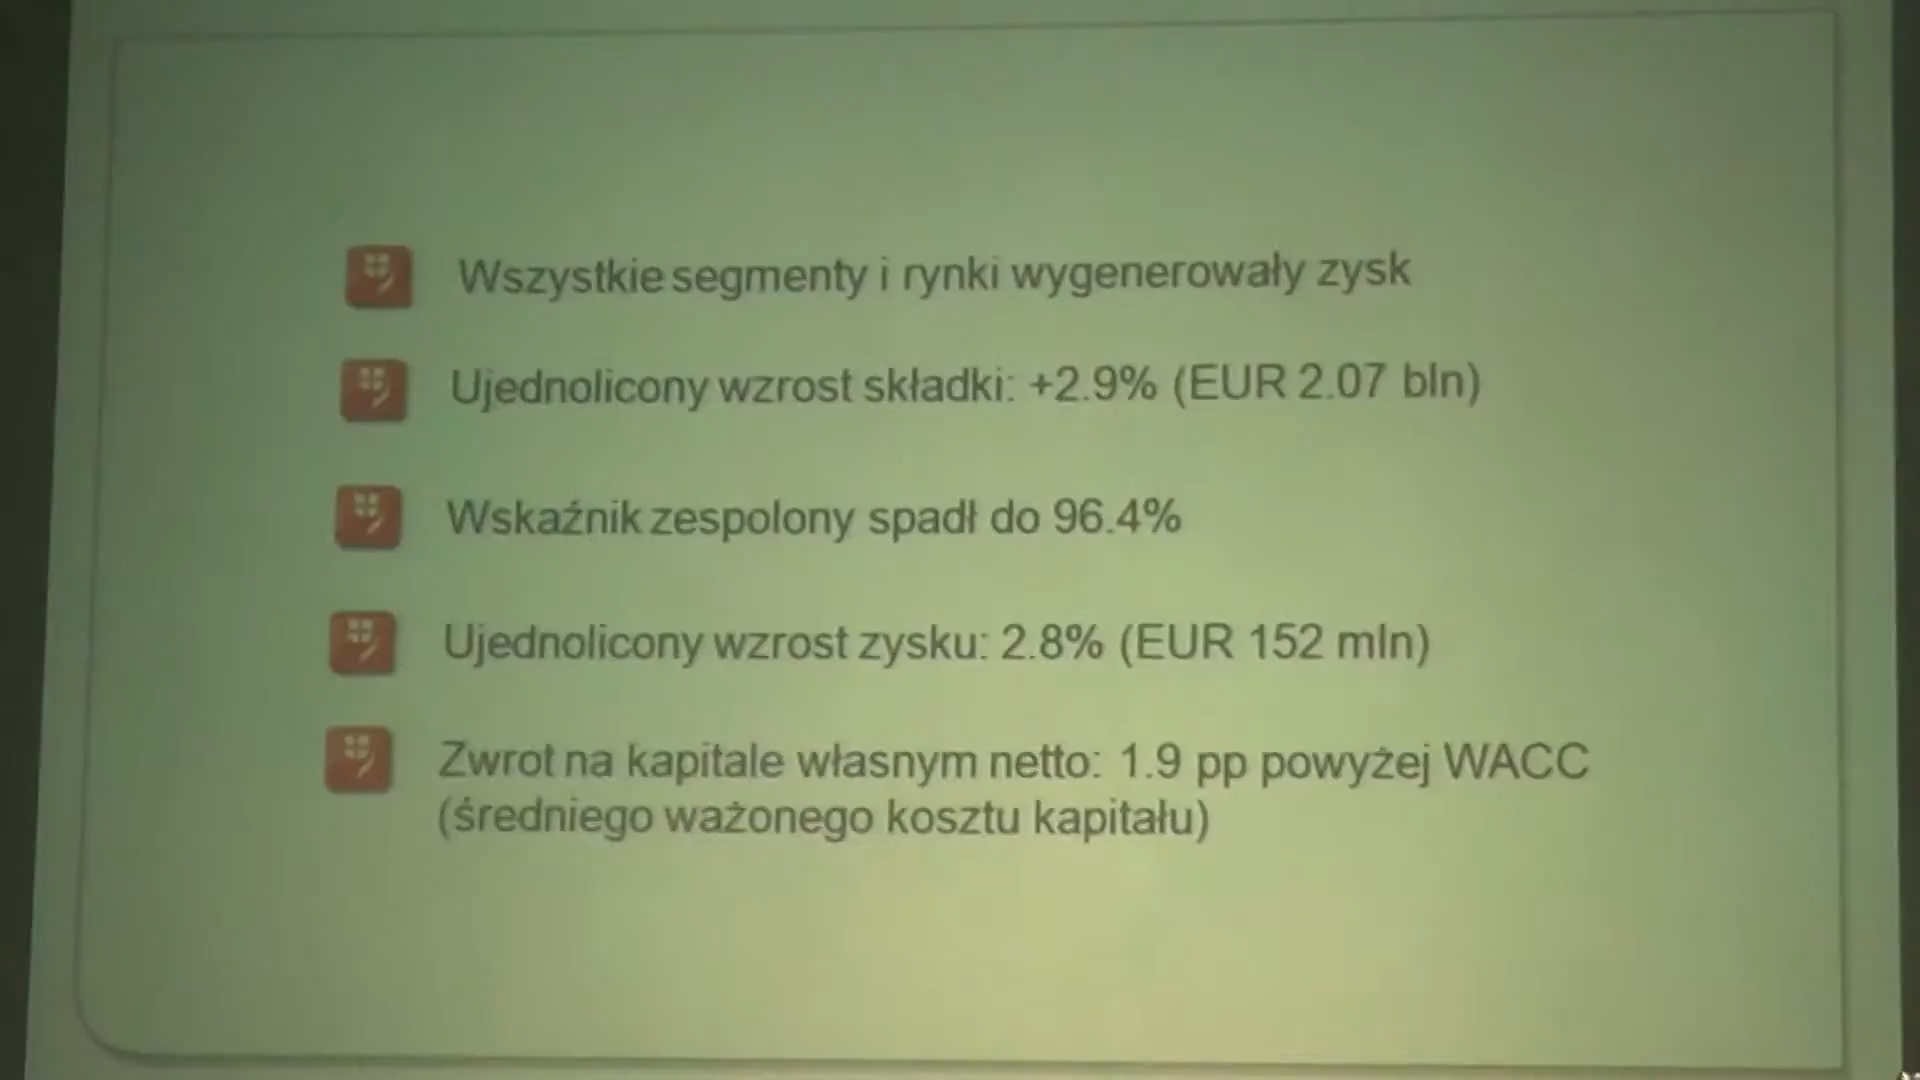 Wszystkie segmenty i rynki wygenerowały zysk
Ujednolicony wzrost składki: +2.9% (EUR 2.07 bln)
Wskaźnik zespolony spadł do 96.4%
Ujednolicony wzrost zysku: 2.8% (EUR 152 mln)
Zwrot na kapitale własnym netto: 1.9 pp powyżej WACC
(średniego ważonego kosztu kapitału)